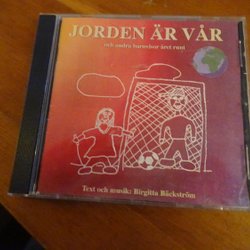 JORDEN ÄR VÅR
och andra barnvisor året runt
Text och musik: Birgitta Bäckström